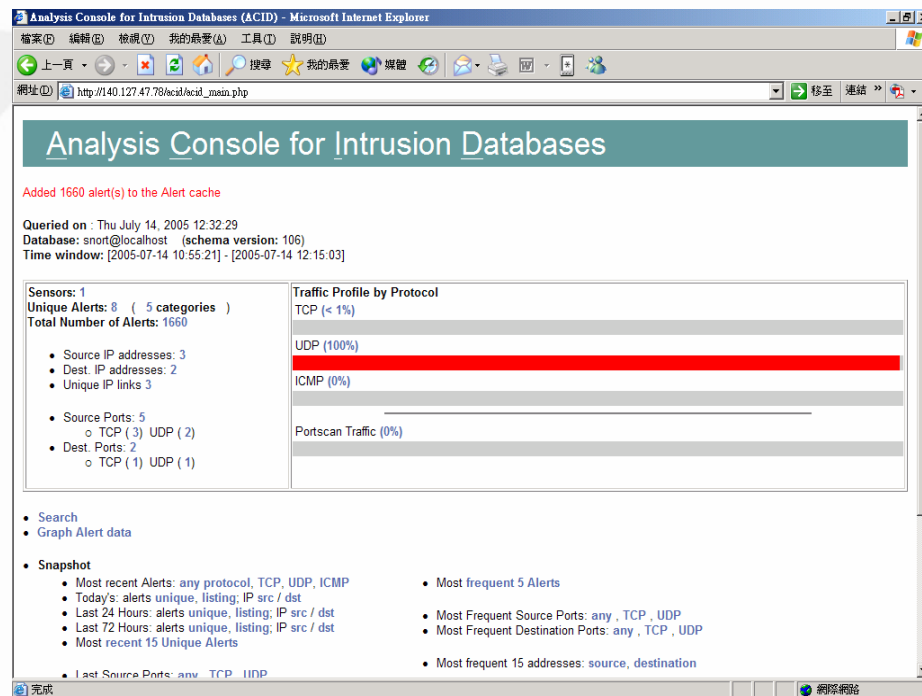 Analysis Console for Intrusion Databases (ACID) - Microsoft Internet Explorer
檔案(F) 編輯(E) 檢視(V) 我的最愛(A) 工具(T) 說明(H)
上一頁 搜尋 我的最愛 媒體
網址(D) http://140.127.47.78/acid/acid_main.php 移至 連結 »
Analysis Console for Intrusion Databases
Added 1660 alert(s) to the Alert cache
Queried on : Thu July 14, 2005 12:32:29
Database: snort@localhost (schema version: 106)
Time window: [2005-07-14 10:55:21] - [2005-07-14 12:15:03]
Sensors: 1
Unique Alerts: 8 ( 5 categories )
Total Number of Alerts: 1660
Source IP addresses: 3
Dest. IP addresses: 2
Unique IP links 3
Source Ports: 5
TCP ( 3) UDP ( 2)
Dest. Ports: 2
TCP ( 1) UDP ( 1)
Traffic Profile by Protocol
TCP (< 1%)
UDP (100%)
ICMP (0%)
Portscan Traffic (0%)
Search
Graph Alert data
Snapshot
Most recent Alerts: any protocol, TCP, UDP, ICMP
Today's: alerts unique, listing; IP src / dst
Last 24 Hours: alerts unique, listing; IP src / dst
Last 72 Hours: alerts unique, listing; IP src / dst
Most recent 15 Unique Alerts
Last Source Ports: any , TCP , UDP
Most frequent 5 Alerts
Most Frequent Source Ports: any , TCP , UDP
Most Frequent Destination Ports: any , TCP , UDP
Most frequent 15 addresses: source, destination
完成 網際網路